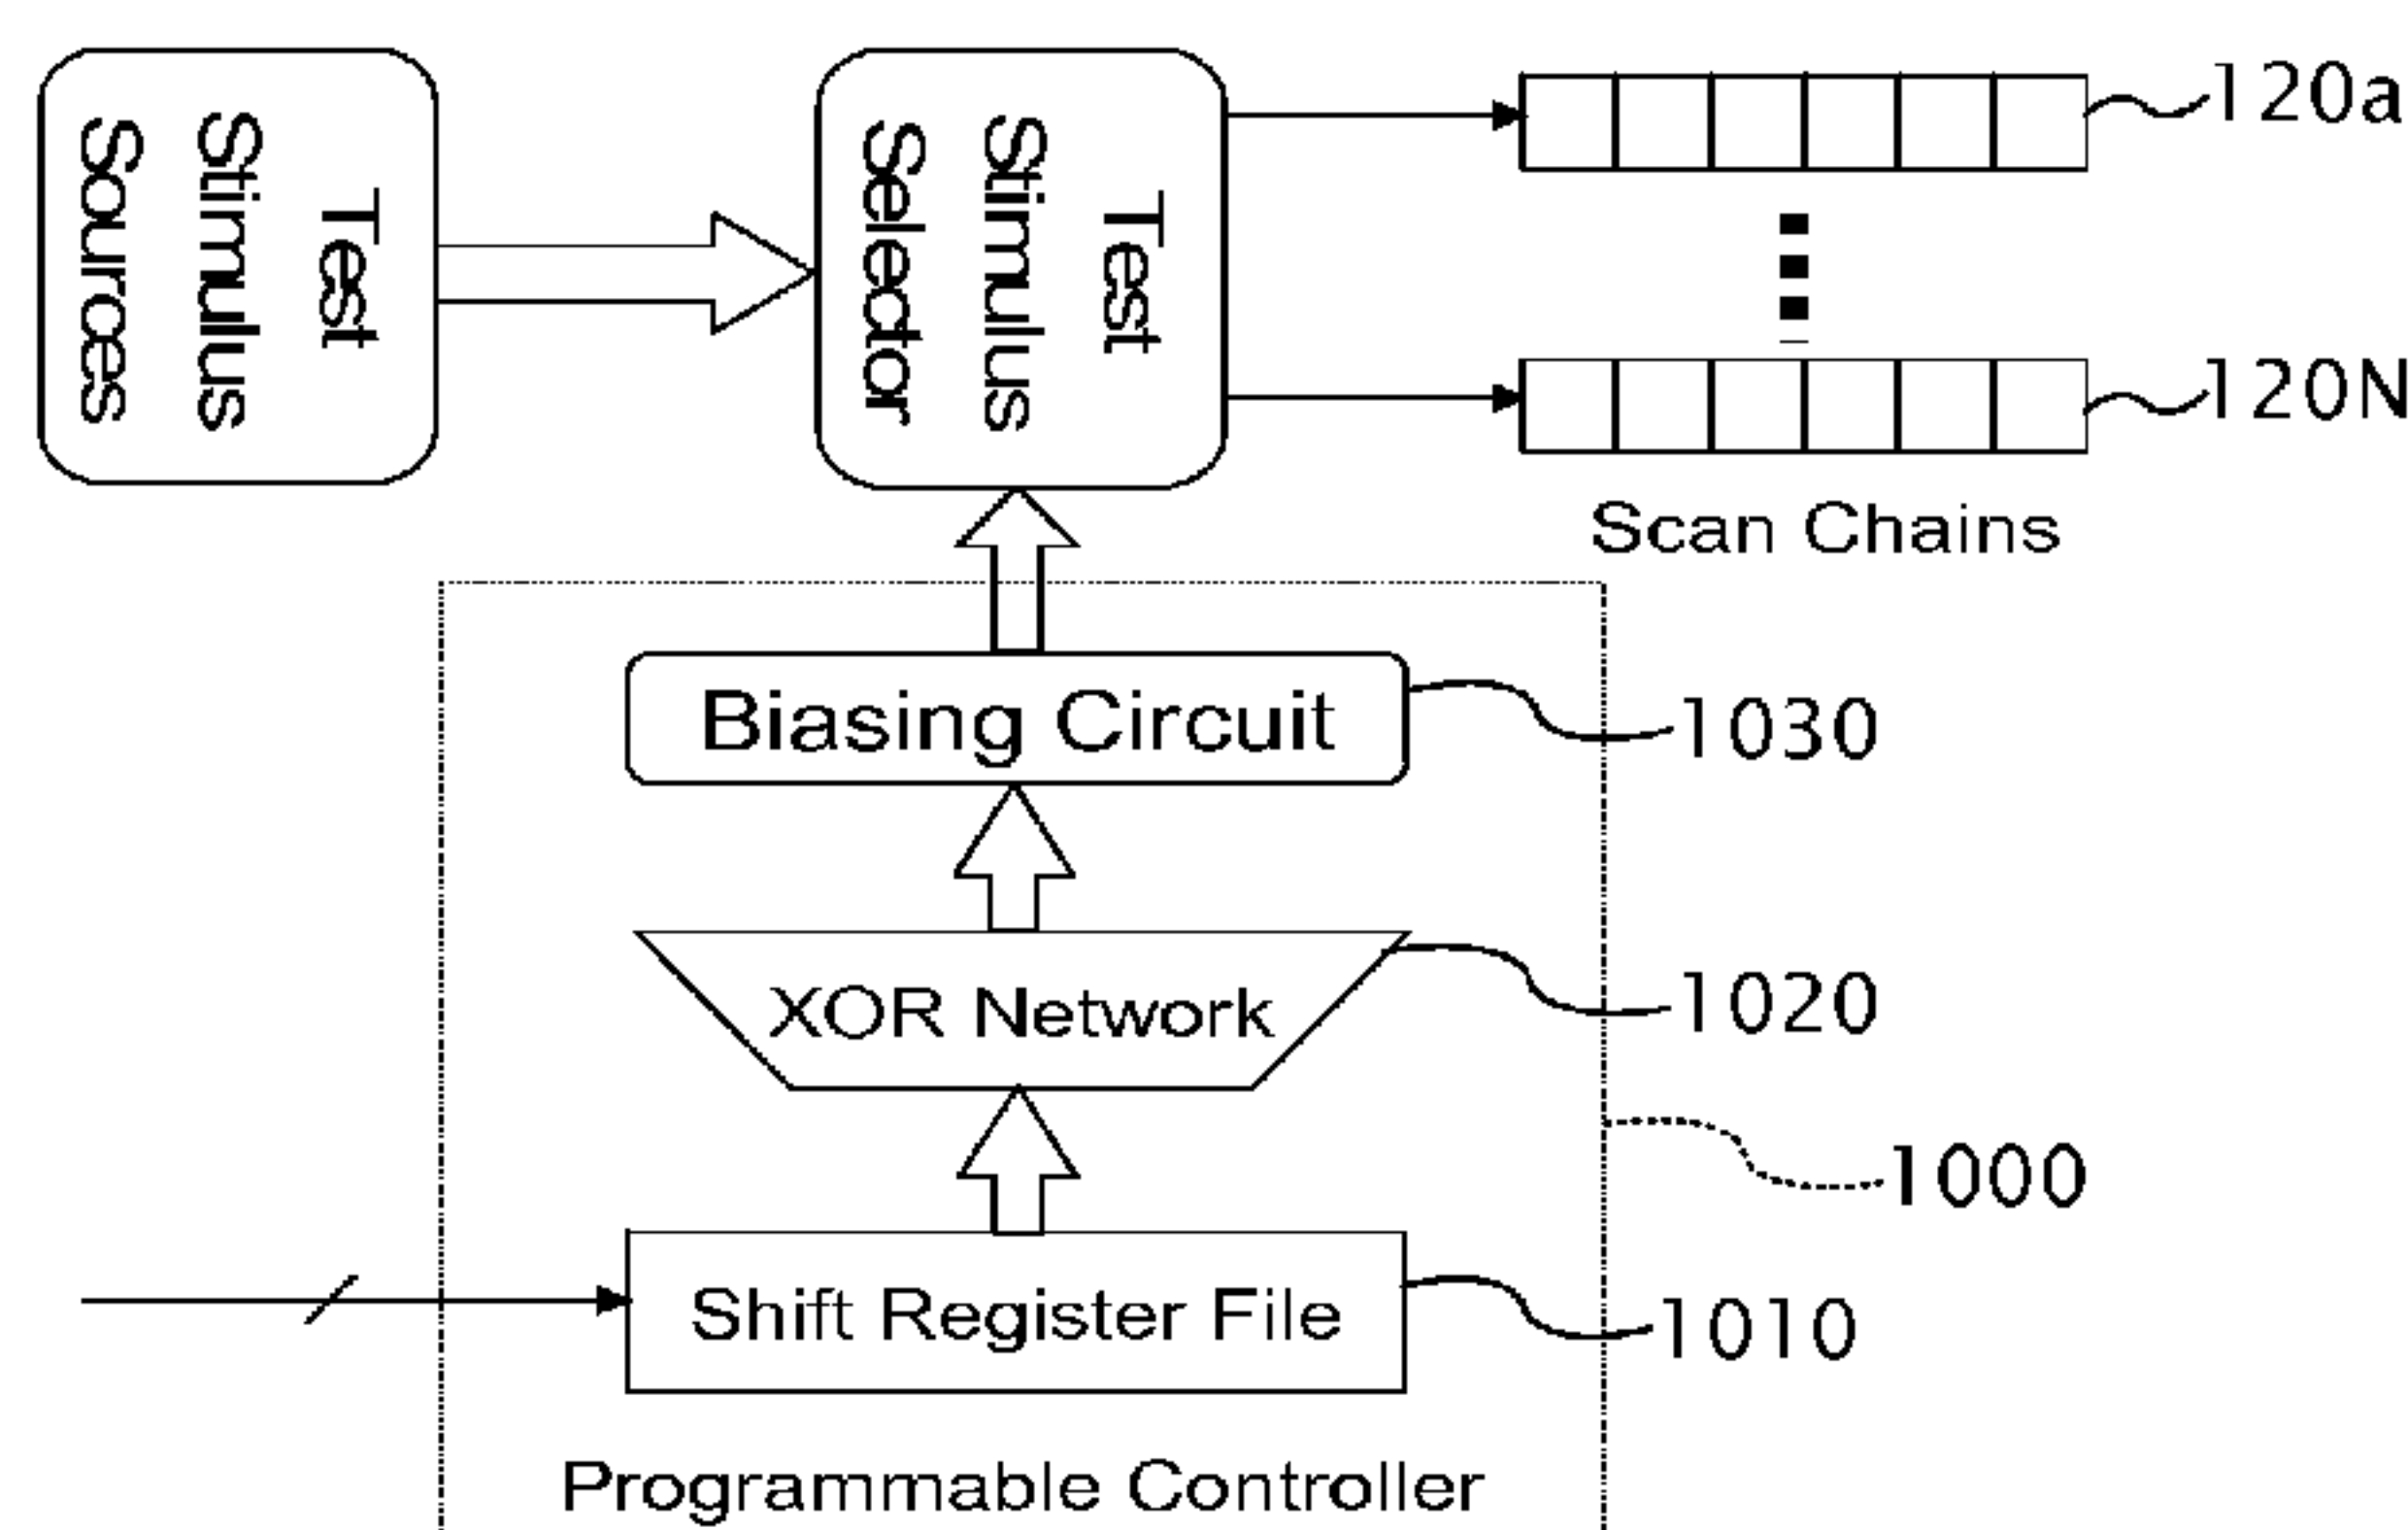 Test
Stimulus
Sources
Test
Stimulus
Selector
120a
120N
Scan Chains
Biasing Circuit
1030
XOR Network
1020
1000
Shift Register File
1010
Programmable Controller